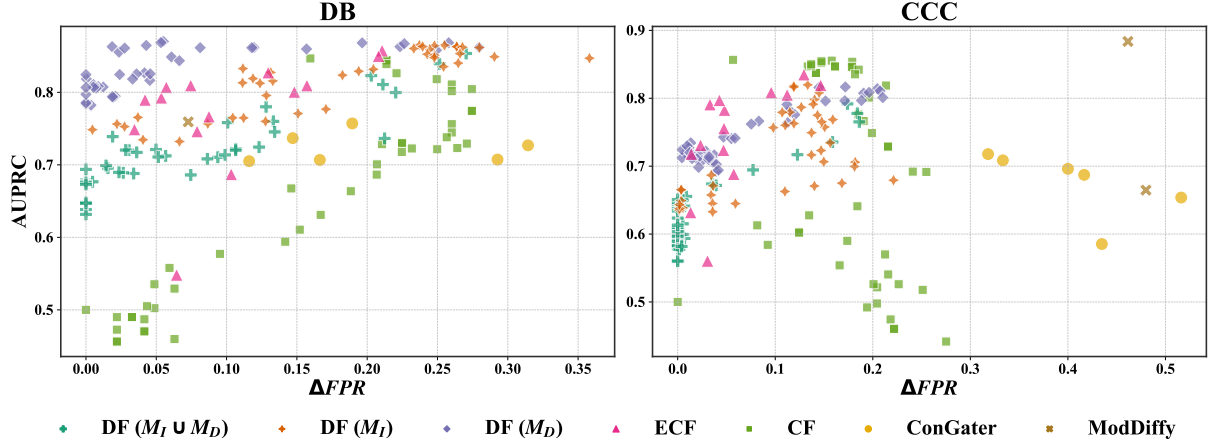 DB
CCC
AUPRC
0.8
0.7
0.6
0.5
0.00 0.05 0.10 0.15 0.20 0.25 0.30 0.35
ΔFPR
0.9
0.8
0.7
0.6
0.5
0.0 0.1 0.2 0.3 0.4 0.5
ΔFPR
DF (M_I ∪ M_D) DF (M_I) DF (M_D) ECF CF ConGater ModDiffy